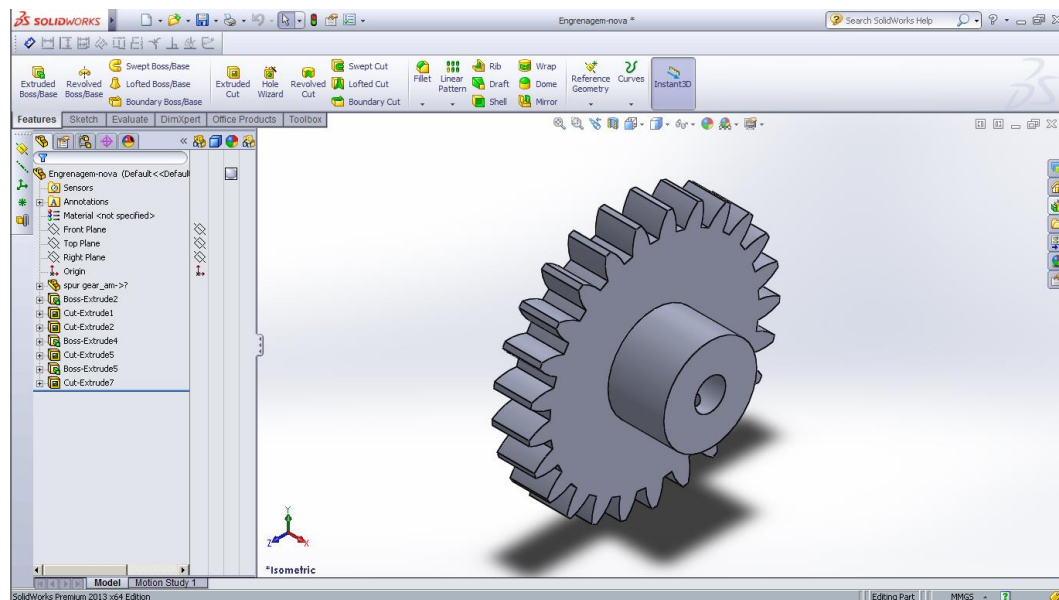 SOLIDWORKS
Engrenagem-nova *
Search SolidWorks Help
Extruded Boss/Base
Revolved Boss/Base
Swept Boss/Base
Lofted Boss/Base
Boundary Boss/Base
Extruded Cut
Hole Wizard
Revolved Cut
Swept Cut
Lofted Cut
Boundary Cut
Fillet
Linear Pattern
Rib
Draft
Shell
Wrap
Dome
Mirror
Reference Geometry
Curves
Instant3D
Features Sketch Evaluate DimXpert Office Products Toolbox
Engrenagem-nova (Default<<Defaul
Sensors
Annotations
Material <not specified>
Front Plane
Top Plane
Right Plane
Origin
spur gear_am->?
Boss-Extrude2
Cut-Extrude1
Cut-Extrude2
Boss-Extrude4
Cut-Extrude5
Boss-Extrude5
Cut-Extrude7
Y
Z X
*Isometric
Model Motion Study 1
SolidWorks Premium 2013 x64 Edition
Editing Part
MMGS